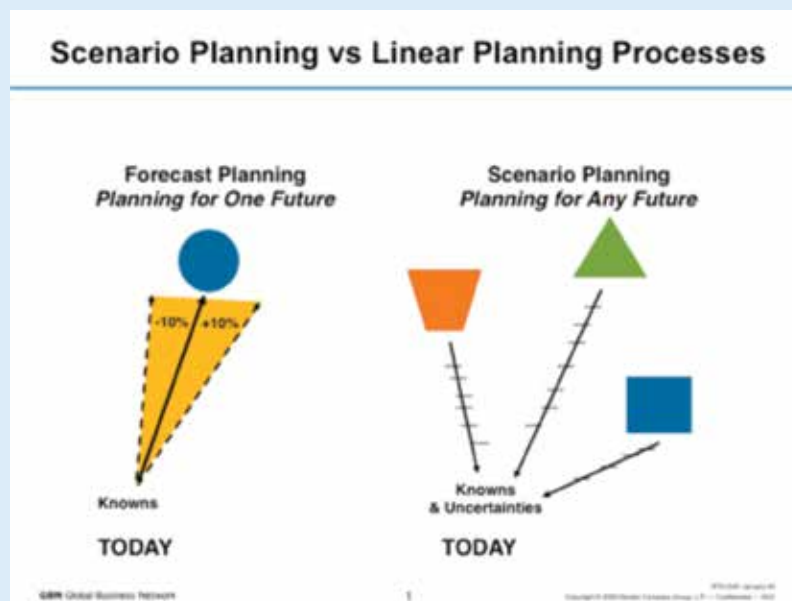 Scenario Planning vs Linear Planning Processes
Forecast Planning
Planning for One Future
-10%
+10%
Knowns
TODAY
Scenario Planning
Planning for Any Future
Knowns
& Uncertainties
TODAY
GBN Global Business Network
1